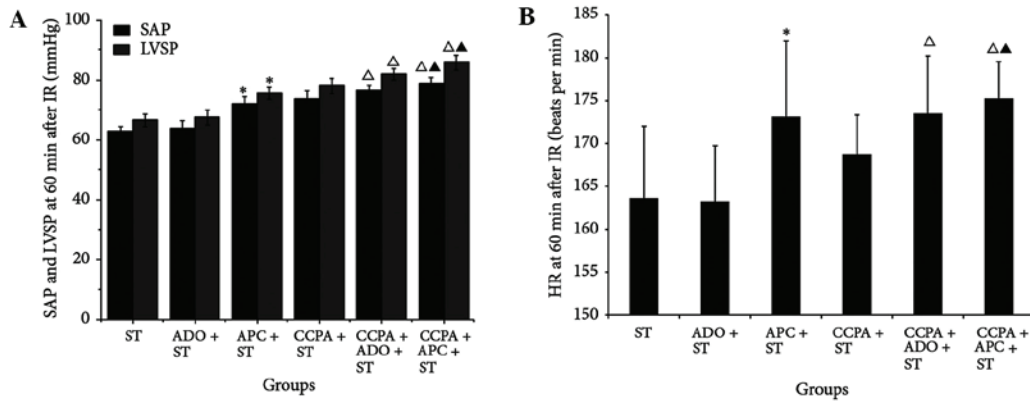 A
SAP and LVSP at 60 min after IR (mmHg)
100
80
60
40
20
0
SAP
LVSP
*
*
△
△
△▲
△▲
ST
ADO +
ST
APC +
ST
CCPA +
ST
CCPA +
ADO +
ST
CCPA +
APC +
ST
Groups
B
HR at 60 min after IR (beats per min)
185
180
175
170
165
160
155
150
*
△
△▲
ST
ADO +
ST
APC +
ST
CCPA +
ST
CCPA +
ADO +
ST
CCPA +
APC +
ST
Groups